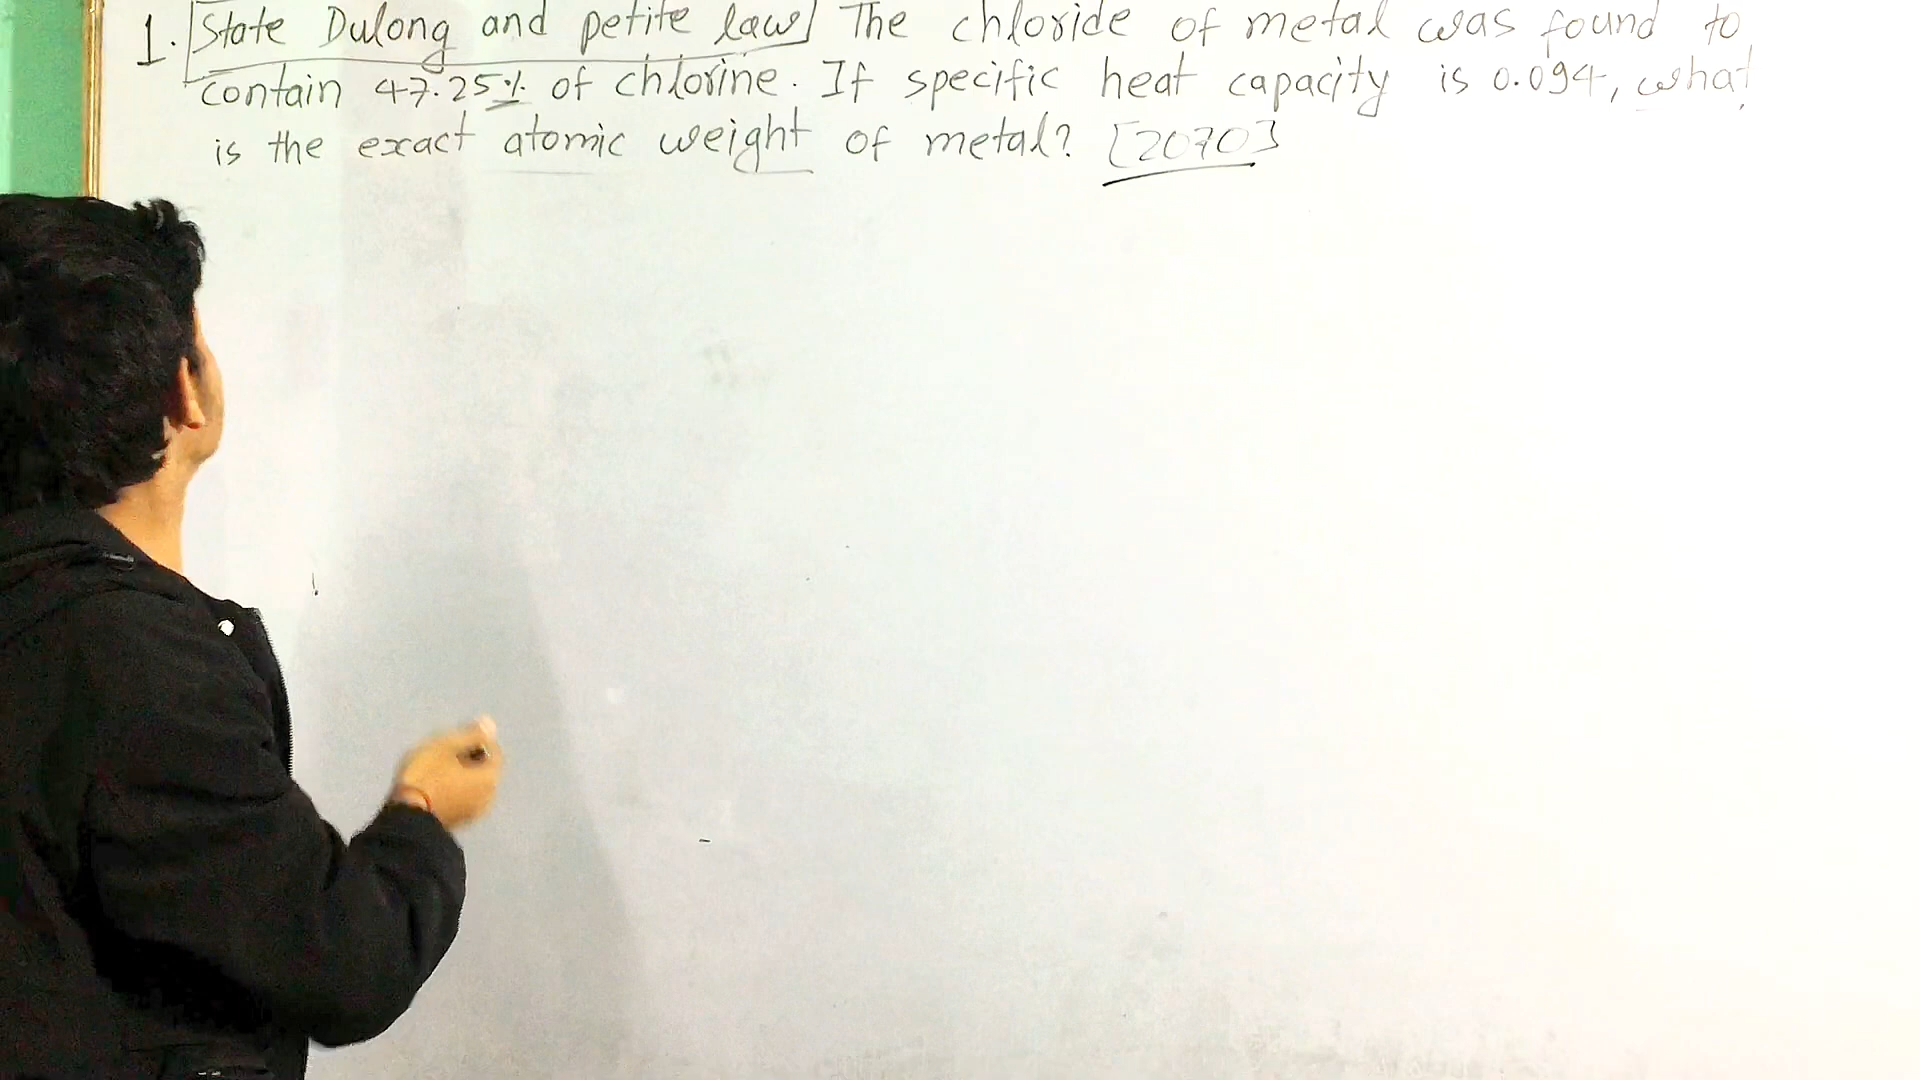 1. State Dulong and petite law] The chloride of metal was found to
contain 47.25% of chlorine. If specific heat capacity is 0.094, what
is the exact atomic weight of metal? [2070]